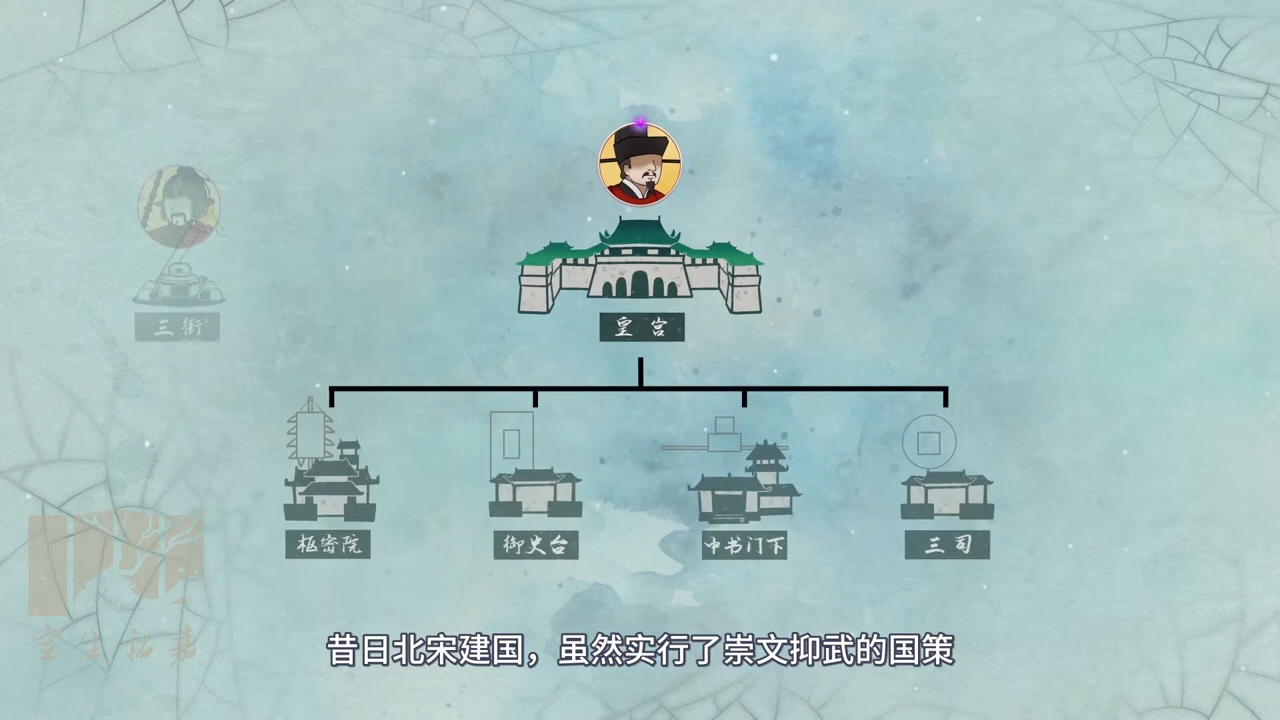 皇宫
三衙
枢密院
御史台
中书门下
三司
昔日北宋建国，虽然实行了崇文抑武的国策